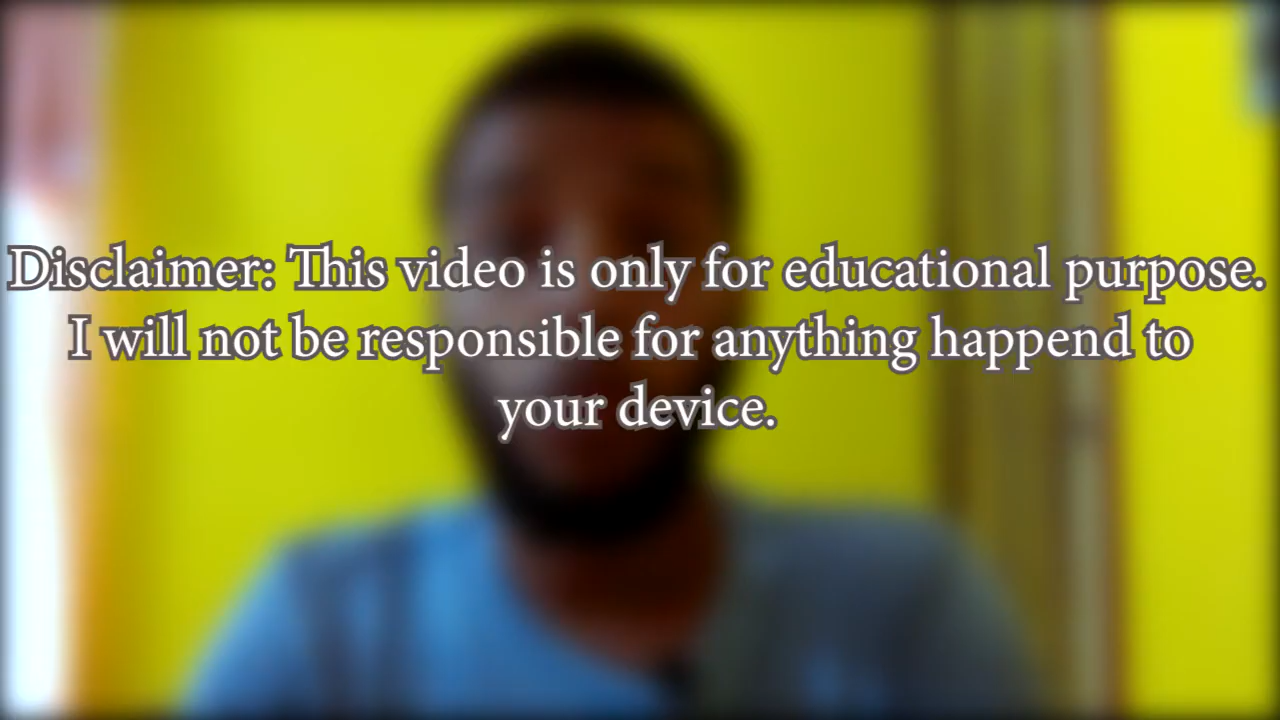 Disclaimer: This video is only for educational purpose.
I will not be responsible for anything happend to
your device.